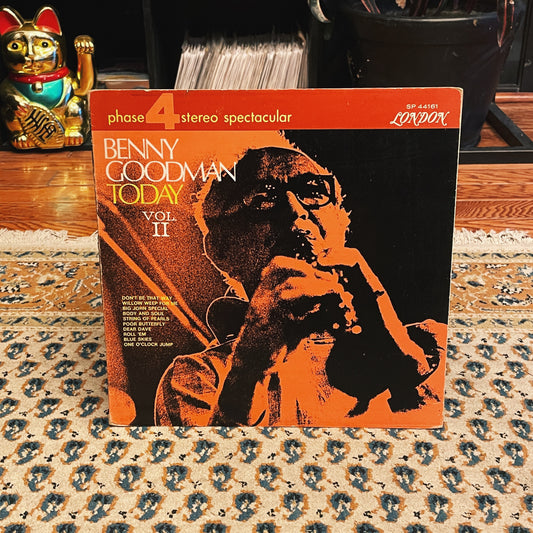 phase 4 stereo spectacular
SP 44161
LONDON
BENNY
GOODMAN
TODAY
VOL.
II
DON'T BE THAT WAY
WILLOW WEEP FOR ME
BIG JOHN SPECIAL
BODY AND SOUL
STRING OF PEARLS
POOR BUTTERFLY
DEAR DAVE
ROLL 'EM
BLUE SKIES
ONE O'CLOCK JUMP